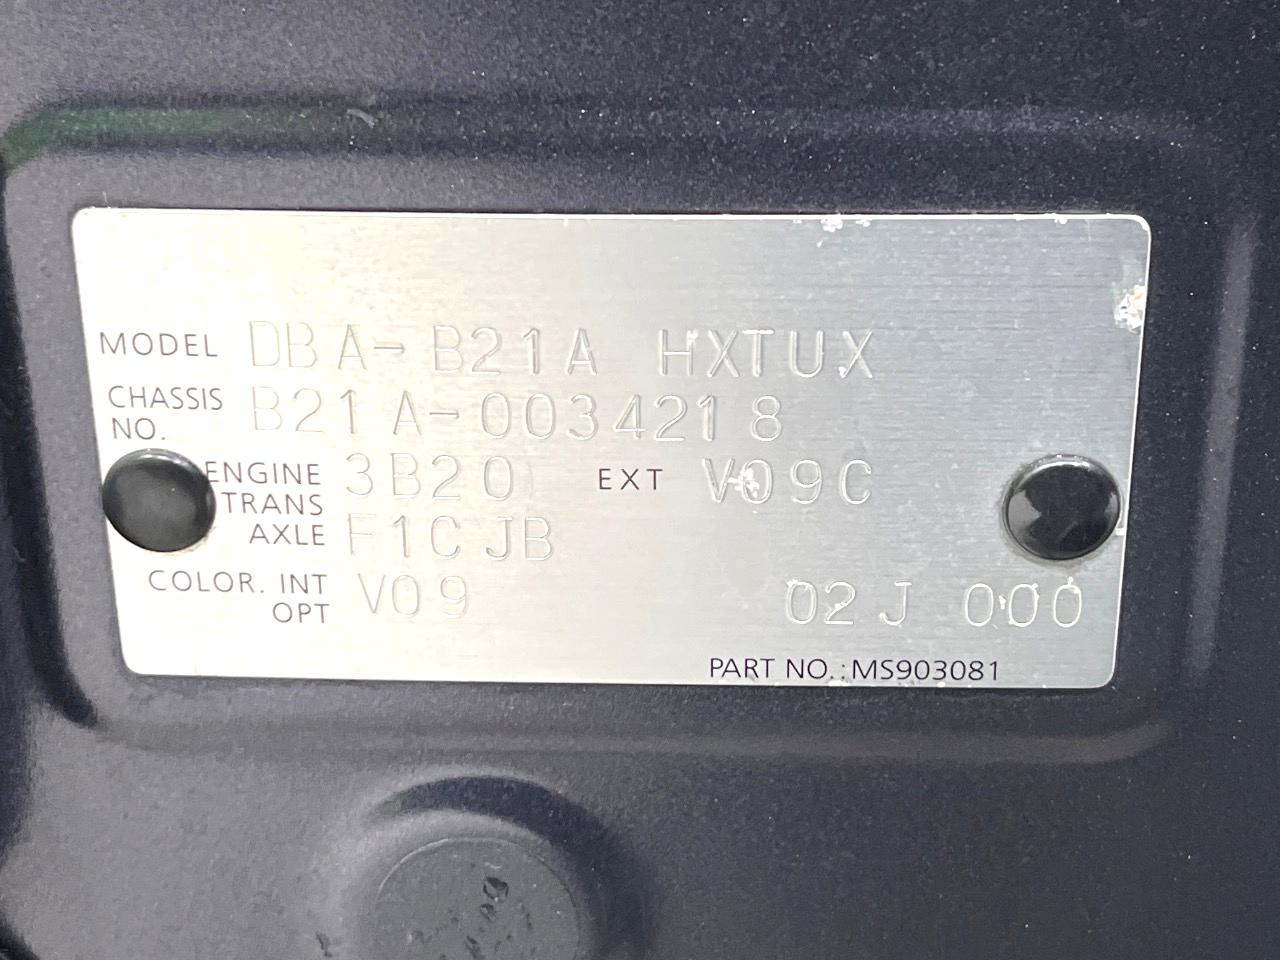 MODEL DBA-B21A HXTUX
CHASSIS NO. B21A-0034218
ENGINE 3B20 EXT V09C
TRANS AXLE F1CJB
COLOR. INT V09
OPT 02J 000
PART NO.: MS903081